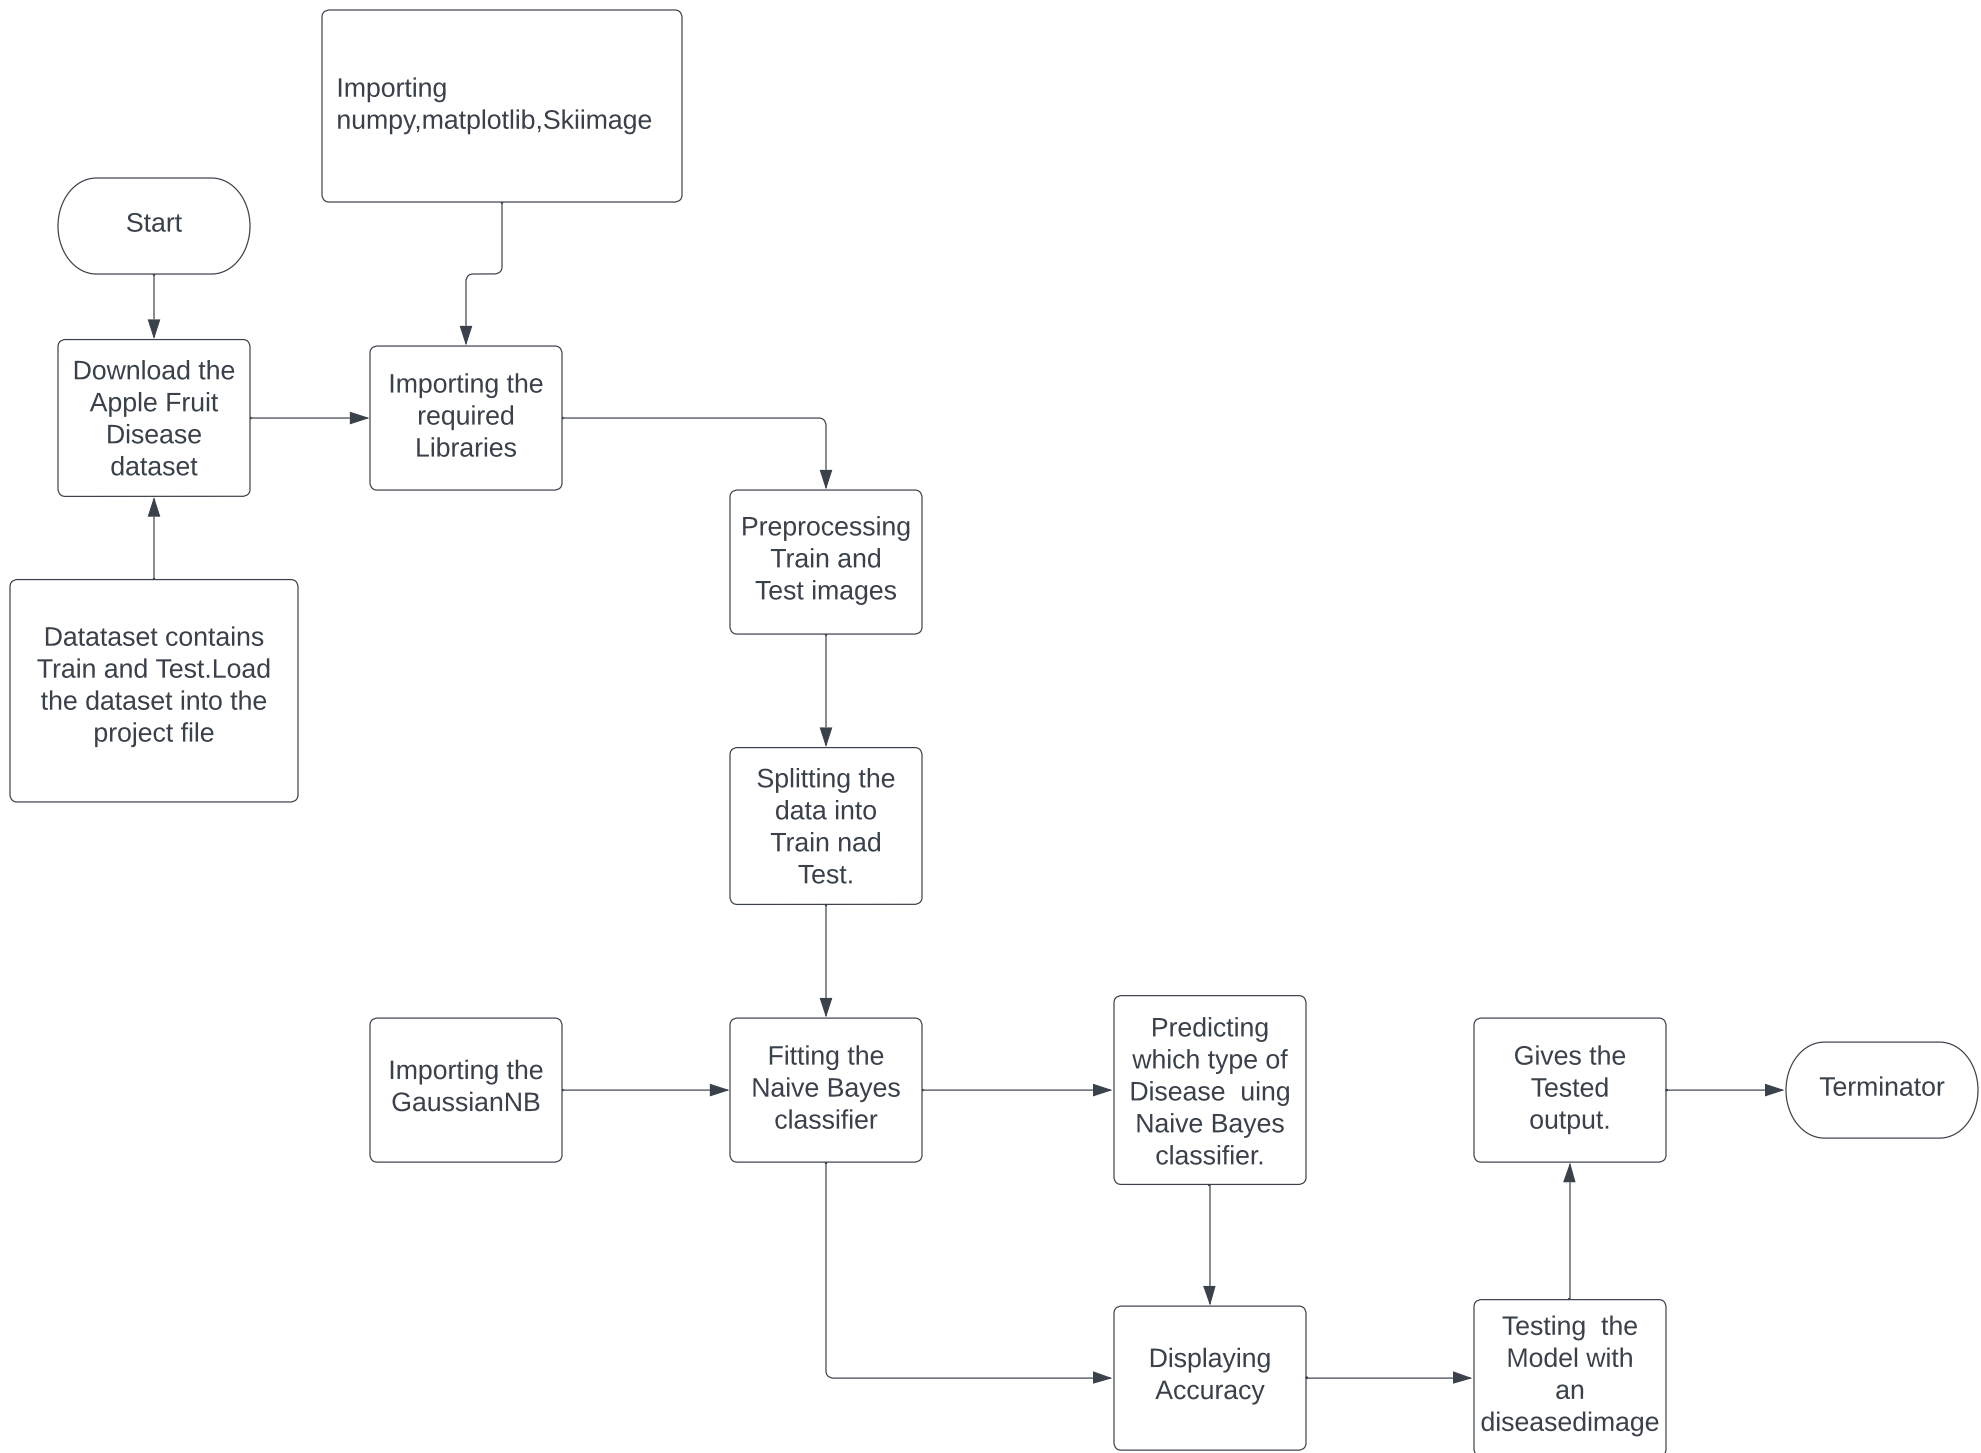 Importing
numpy,matplotlib,Skiimage
Start
Download the
Apple Fruit
Disease
dataset
Importing the
required
Libraries
Datataset contains
Train and Test.Load
the dataset into the
project file
Preprocessing
Train and
Test images
Splitting the
data into
Train nad
Test.
Importing the
GaussianNB
Fitting the
Naive Bayes
classifier
Predicting
which type of
Disease  uing
Naive Bayes
classifier.
Displaying
Accuracy
Testing  the
Model with
an
diseasedimage
Gives the
Tested
output.
Terminator